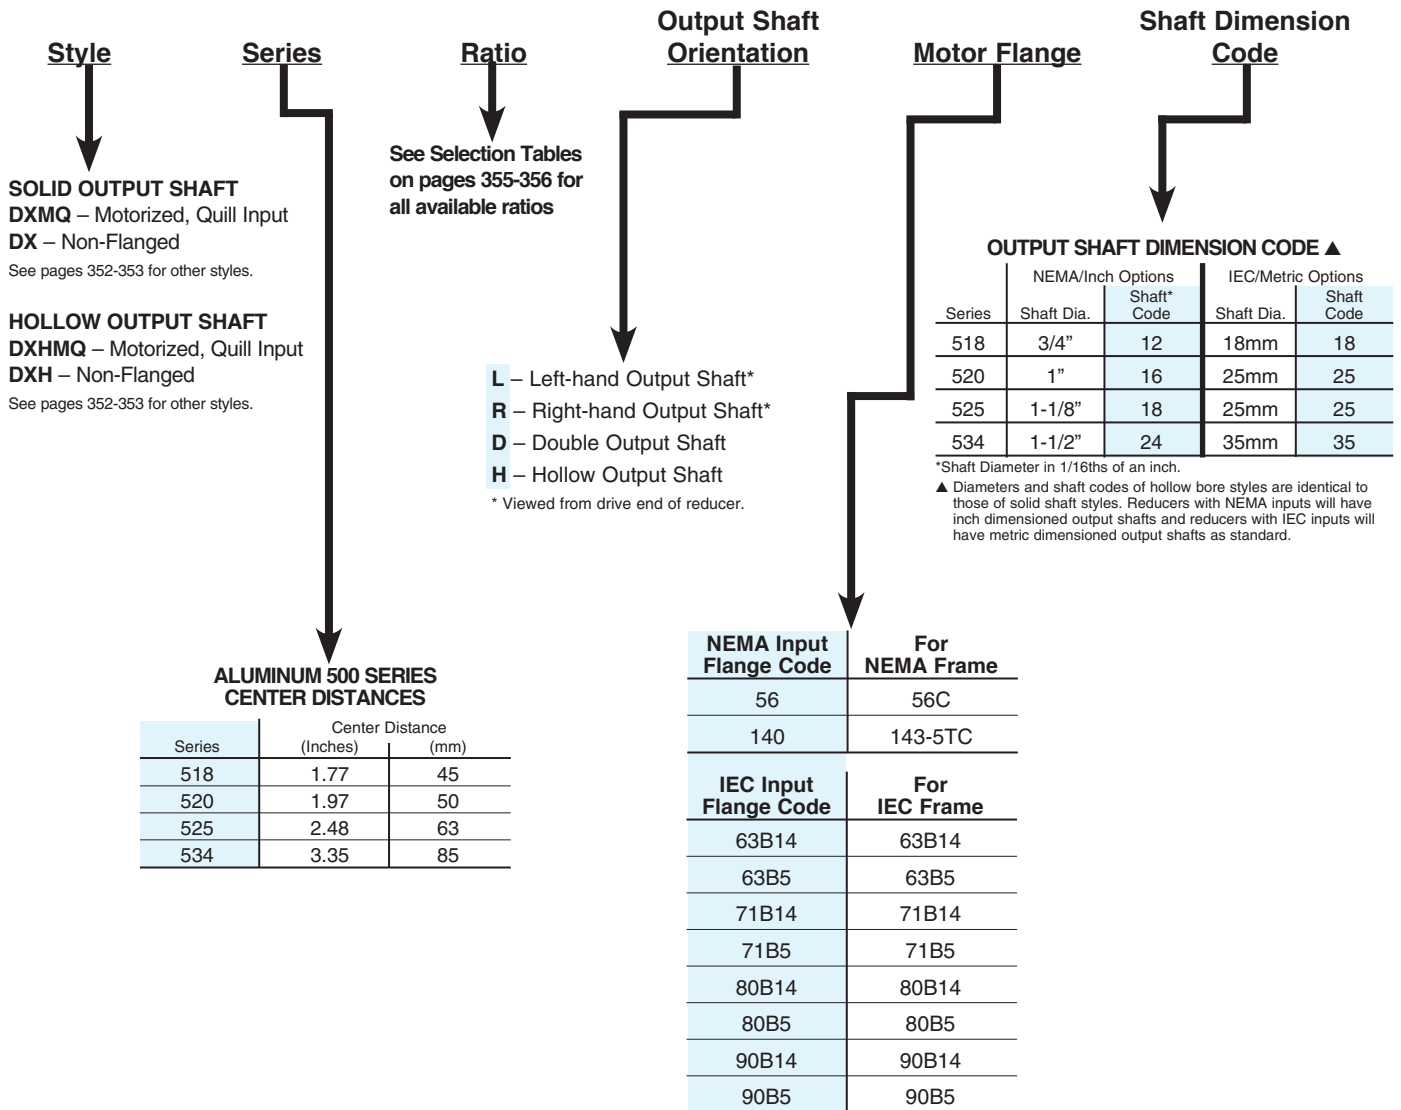 Style
Series
Ratio
Output Shaft
Orientation
Motor Flange
Shaft Dimension
Code
SOLID OUTPUT SHAFT
DXMQ – Motorized, Quill Input
DX – Non-Flanged
See pages 352-353 for other styles.
HOLLOW OUTPUT SHAFT
DXHMQ – Motorized, Quill Input
DXH – Non-Flanged
See pages 352-353 for other styles.
See Selection Tables
on pages 355-356 for
all available ratios
L – Left-hand Output Shaft*
R – Right-hand Output Shaft*
D – Double Output Shaft
H – Hollow Output Shaft
* Viewed from drive end of reducer.
OUTPUT SHAFT DIMENSION CODE ▲
NEMA/Inch Options IEC/Metric Options
Series Shaft Dia. Shaft* Code Shaft Dia. Shaft Code
518 3/4” 12 18mm 18
520 1” 16 25mm 25
525 1-1/8” 18 25mm 25
534 1-1/2” 24 35mm 35
*Shaft Diameter in 1/16ths of an inch.
▲ Diameters and shaft codes of hollow bore styles are identical to
those of solid shaft styles. Reducers with NEMA inputs will have
inch dimensioned output shafts and reducers with IEC inputs will
have metric dimensioned output shafts as standard.
ALUMINUM 500 SERIES
CENTER DISTANCES
Center Distance
Series (Inches) (mm)
518 1.77 45
520 1.97 50
525 2.48 63
534 3.35 85
NEMA Input For
Flange Code NEMA Frame
56 56C
140 143-5TC
IEC Input For
Flange Code IEC Frame
63B14 63B14
63B5 63B5
71B14 71B14
71B5 71B5
80B14 80B14
80B5 80B5
90B14 90B14
90B5 90B5